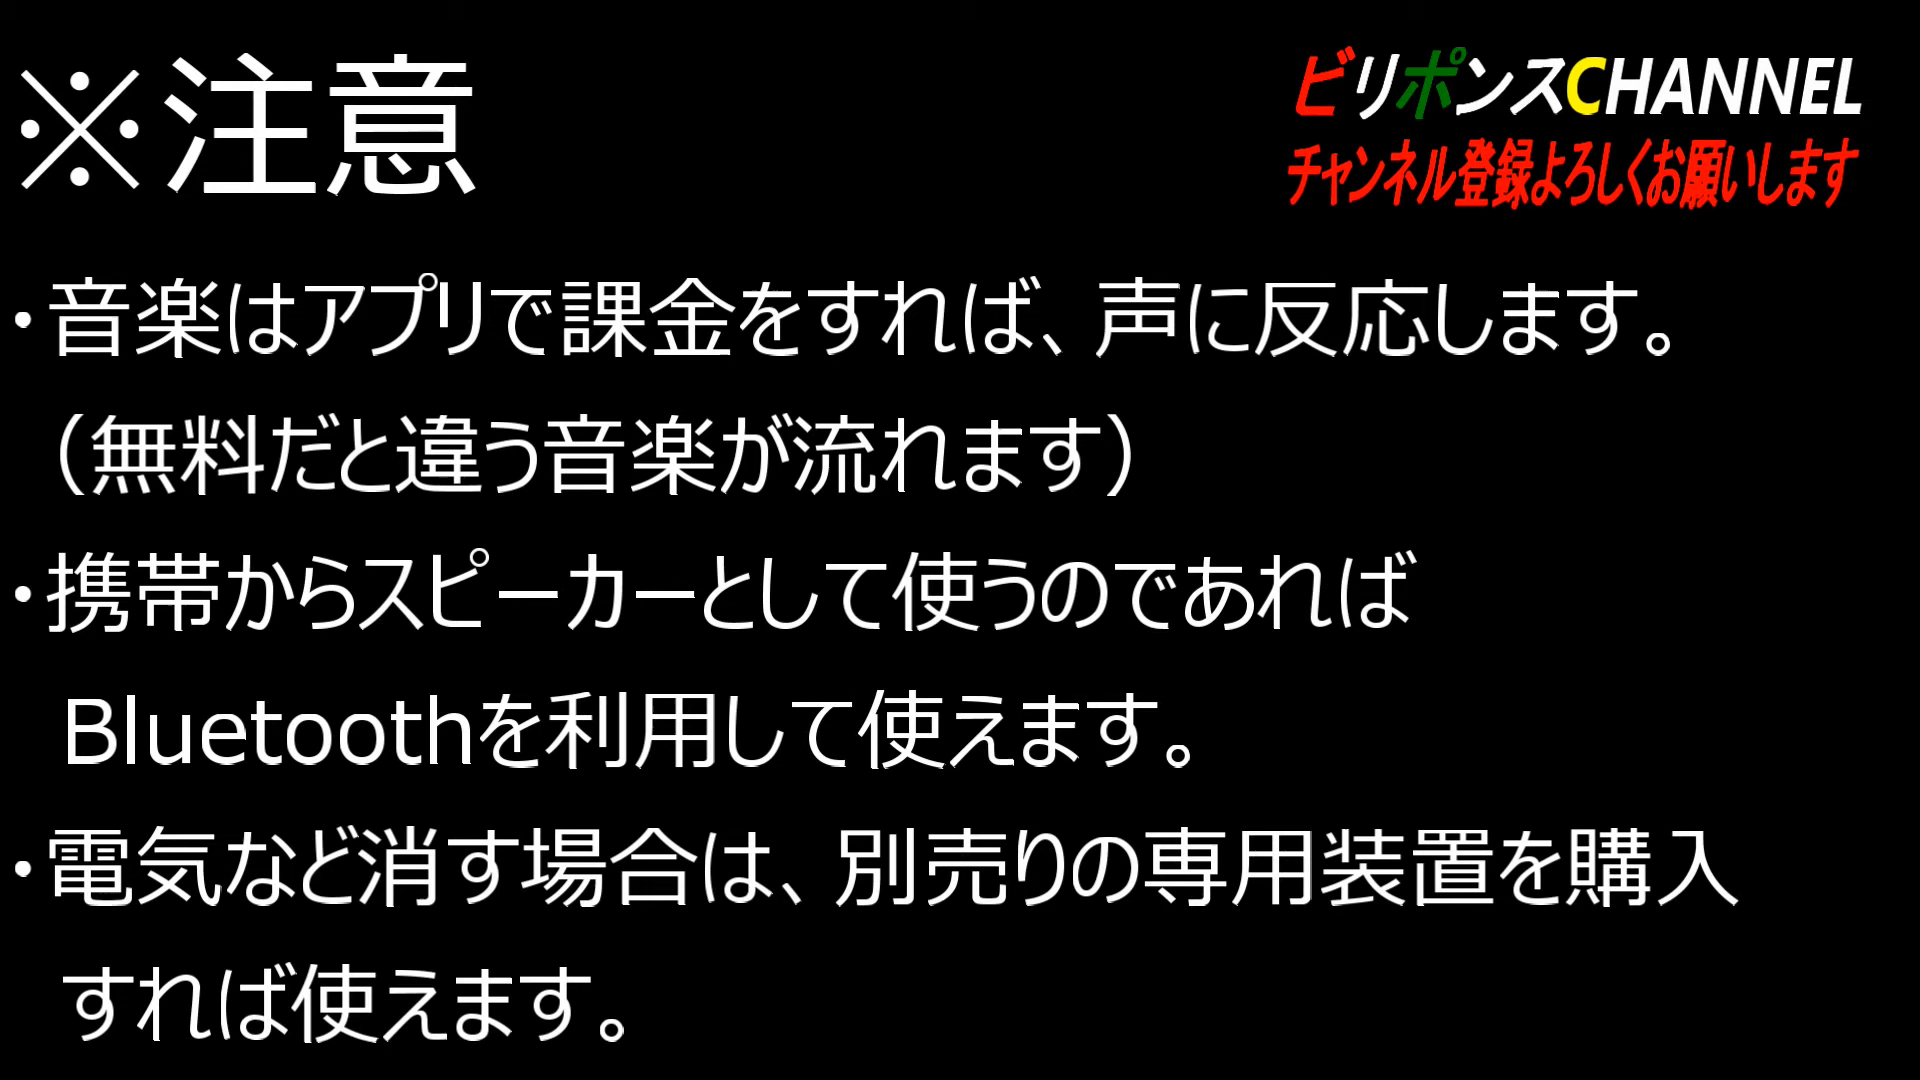 ※注意
ビリポンスCHANNEL
チャンネル登録よろしくお願いします
・音楽はアプリで課金をすれば、声に反応します。
（無料だと違う音楽が流れます）
・携帯からスピーカーとして使うのであれば
Bluetoothを利用して使えます。
・電気など消す場合は、別売りの専用装置を購入
すれば使えます。